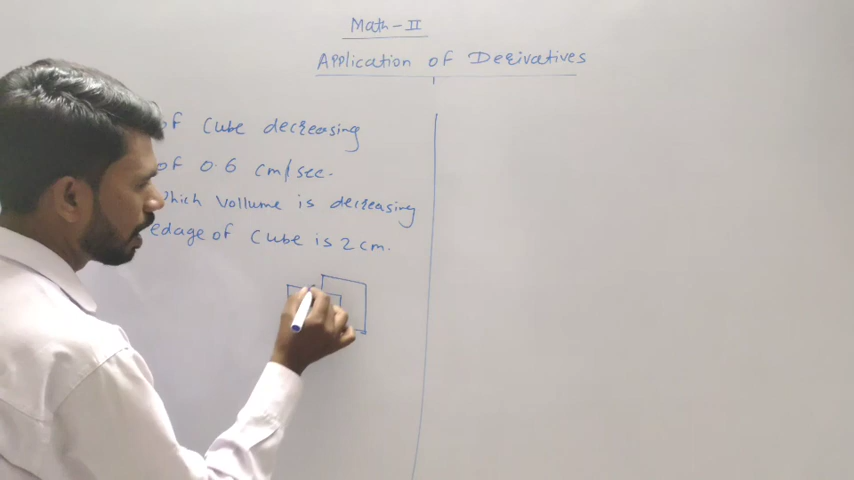 Math-II
Application of Derivatives
of Cube decreasing
of 0.6 cm/sec.
which vollume is decreasing
edage of Cube is 2 cm.